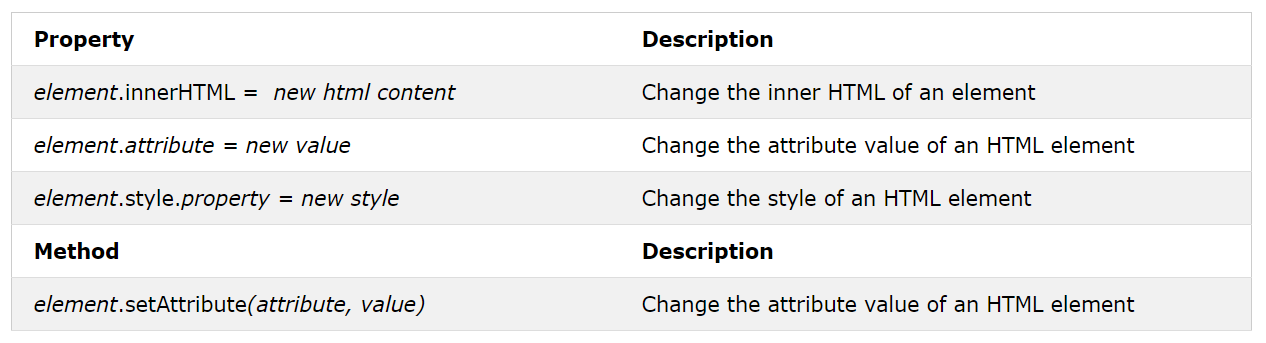 Property Description
element.innerHTML =  new html content Change the inner HTML of an element
element.attribute = new value Change the attribute value of an HTML element
element.style.property = new style Change the style of an HTML element
Method Description
element.setAttribute(attribute, value) Change the attribute value of an HTML element